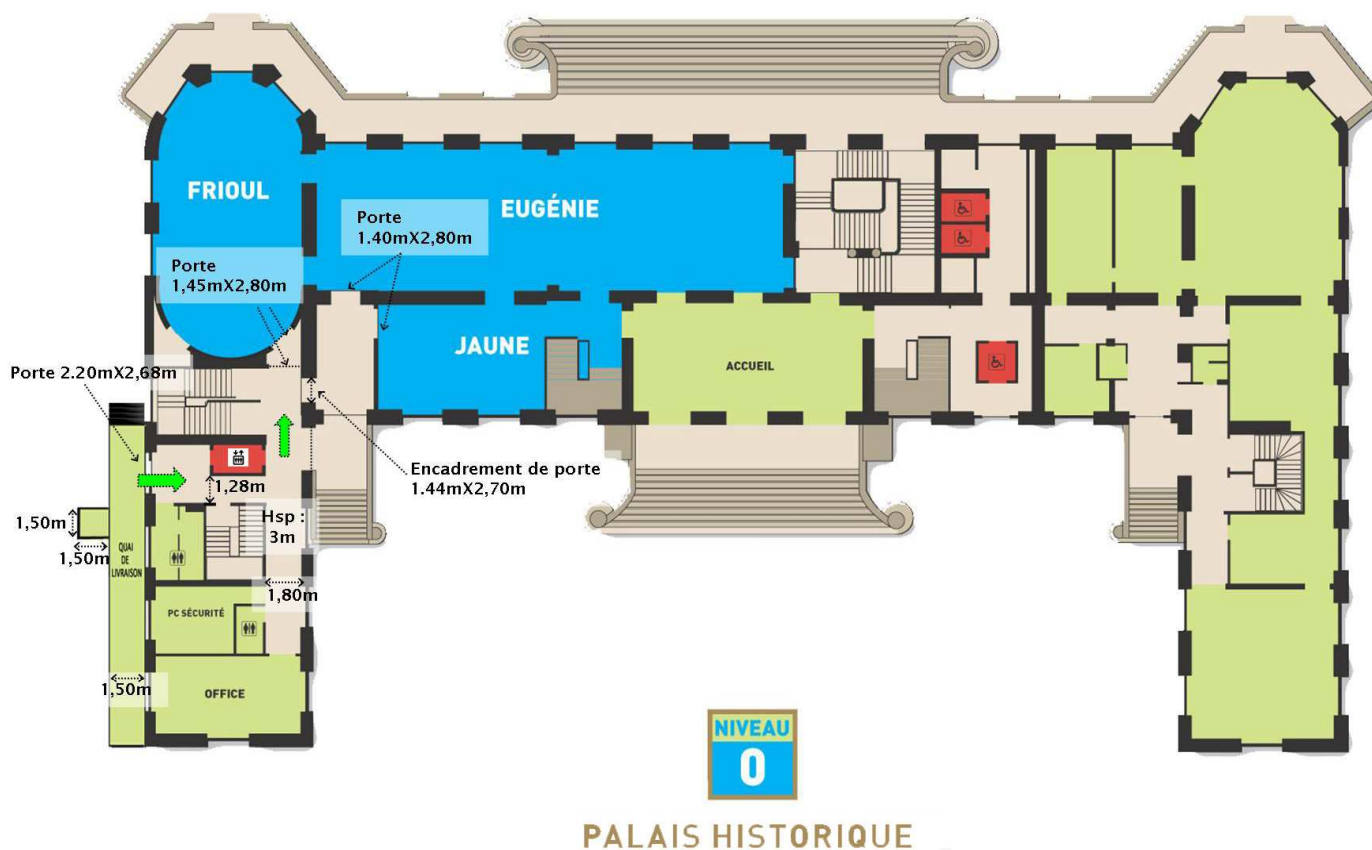 FRIOUL
EUGÉNIE
Porte
1.40mX2,80m
Porte
1,45mX2,80m
JAUNE
ACCUEIL
Porte 2.20mX2,68m
Encadrement de porte
1.44mX2,70m
1,28m
1,50m
1,50m
Hsp :
3m
QUAI
DE
LIVRAISON
1,80m
PC SÉCURITÉ
1,50m
OFFICE
NIVEAU
0
PALAIS HISTORIQUE